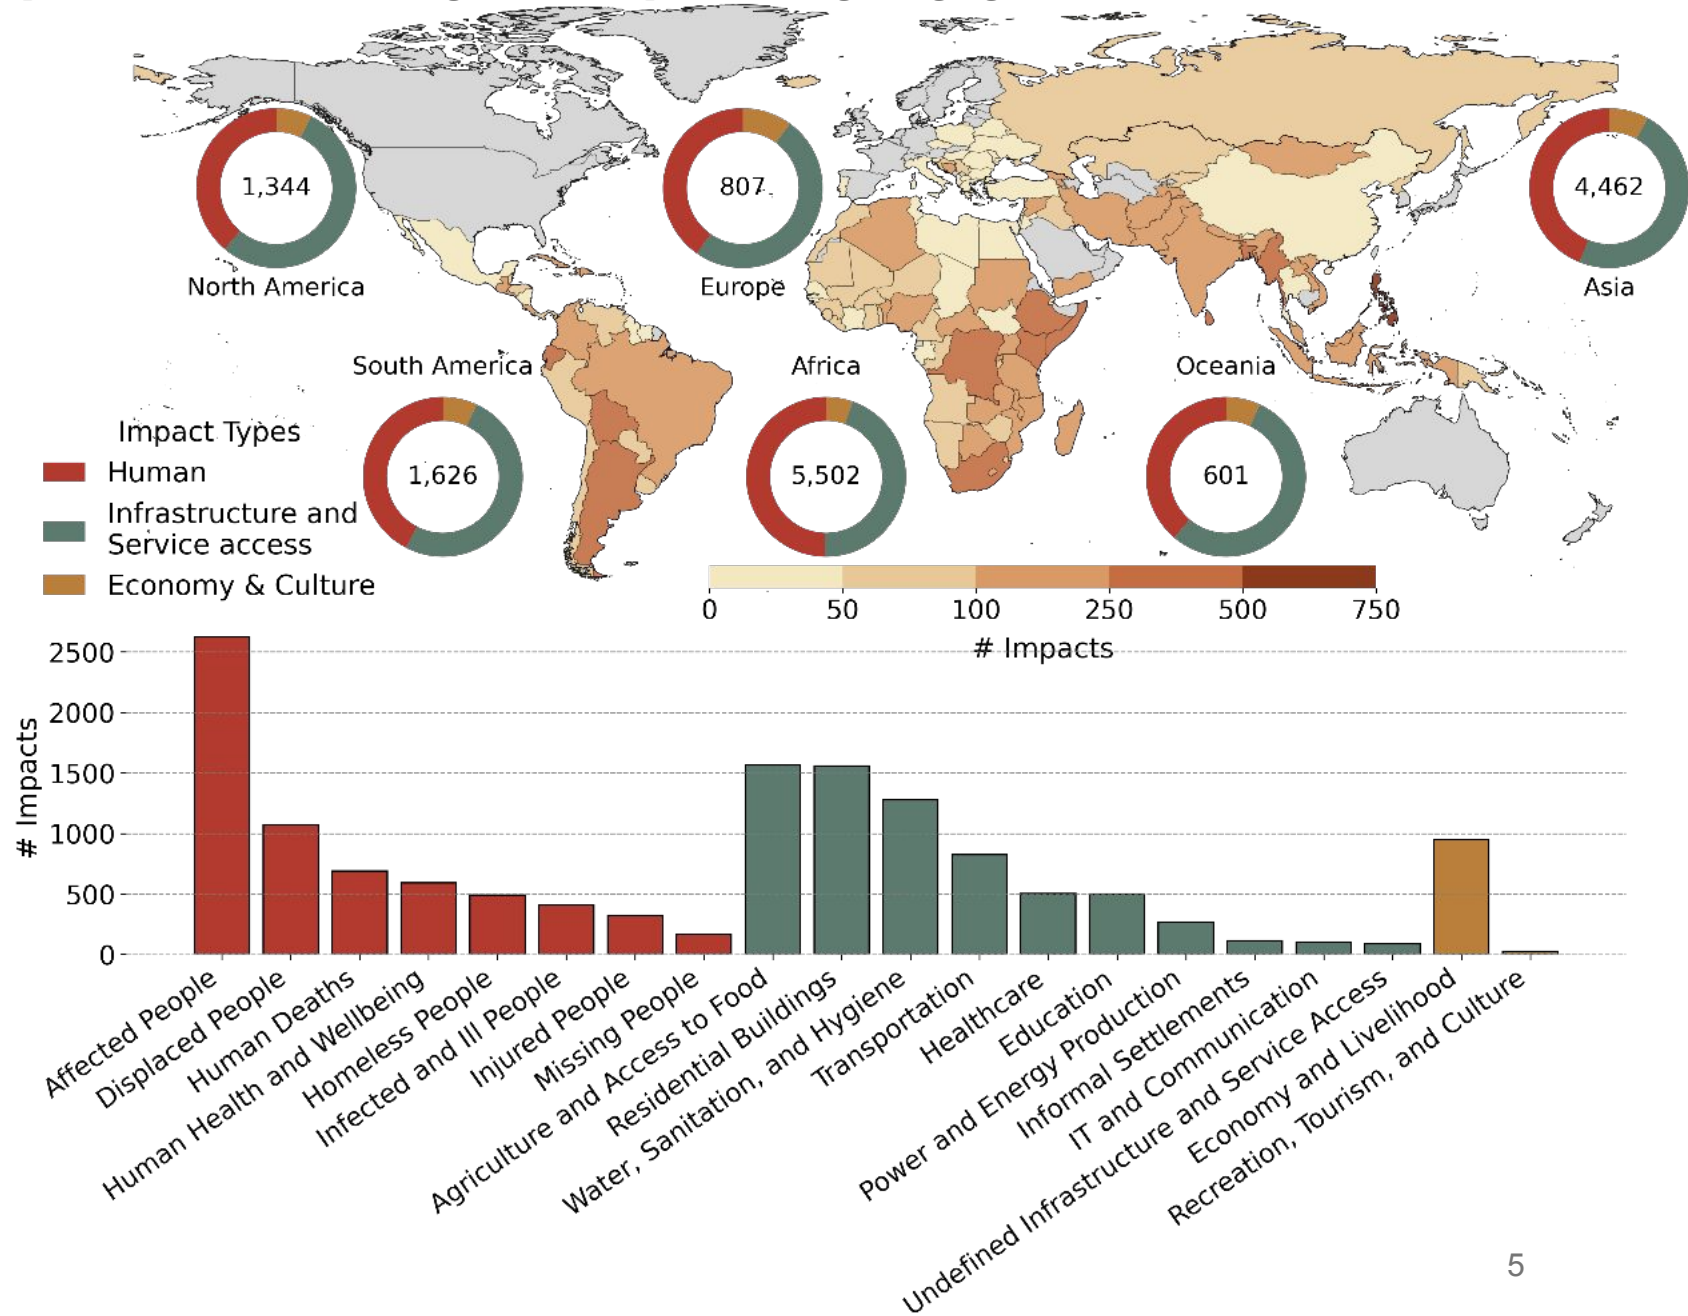 1,344
North America
807
Europe
4,462
Asia
South America
1,626
Africa
5,502
Oceania
601
Impact Types
Human
Infrastructure and
Service access
Economy & Culture
0 50 100 250 500 750
# Impacts
# Impacts
2500
2000
1500
1000
500
0
Affected People
Displaced People
Human Deaths
Human Health and Wellbeing
Homeless People
Infected and Ill People
Injured People
Missing People
Agriculture and Access to Food
Residential Buildings
Water, Sanitation, and Hygiene
Transportation
Healthcare
Education
Power and Energy Production
Informal Settlements
IT and Communication
Undefined Infrastructure and Service Access
Economy and Livelihood
Recreation, Tourism, and Culture
5